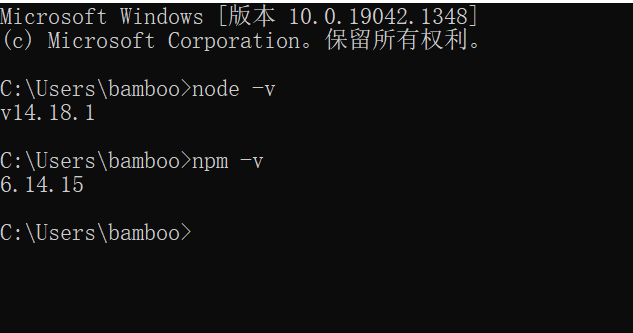 Microsoft Windows [版本 10.0.19042.1348]
(c) Microsoft Corporation。保留所有权利。
C:\Users\bamboo>node -v
v14.18.1
C:\Users\bamboo>npm -v
6.14.15
C:\Users\bamboo>